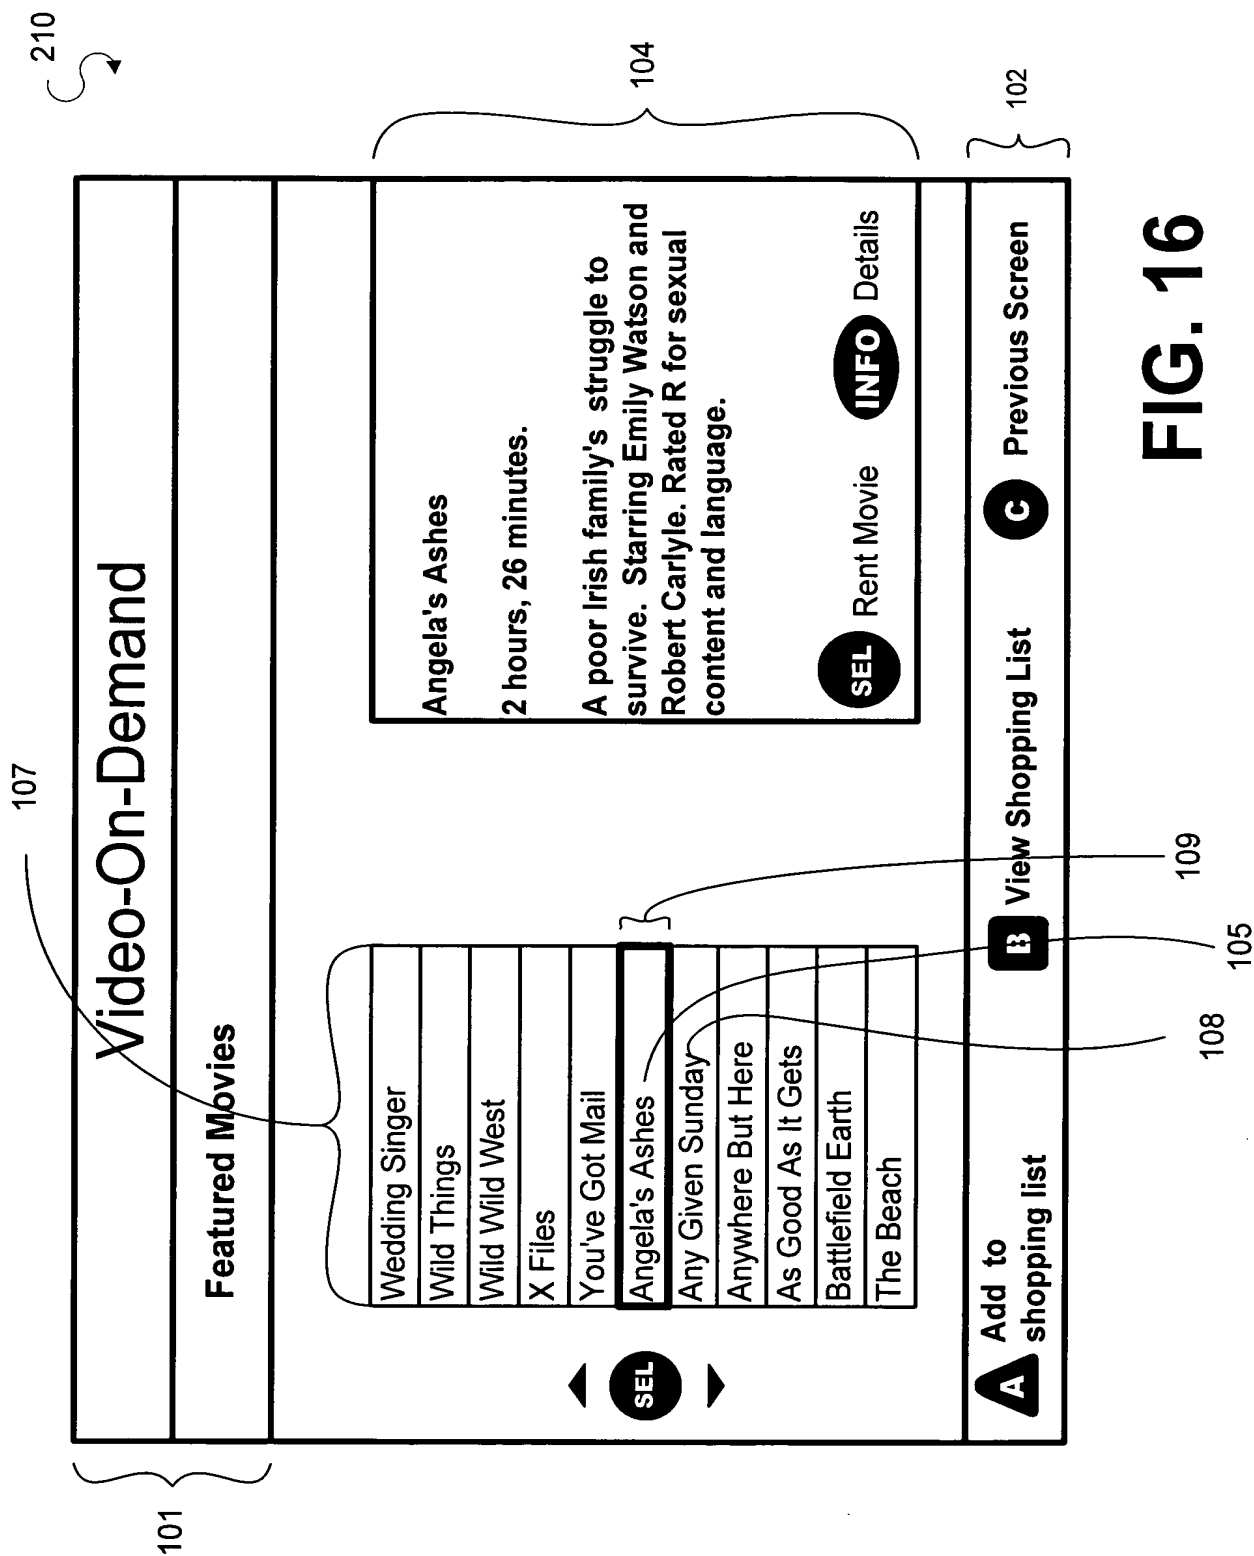 210
107
Video-On-Demand
101
Featured Movies
Wedding Singer
Wild Things
Wild Wild West
X Files
You've Got Mail
Angela's Ashes
Any Given Sunday
Anywhere But Here
As Good As It Gets
Battlefield Earth
The Beach
SEL
109
104
Angela's Ashes
2 hours, 26 minutes.
A poor Irish family's struggle to
survive. Starring Emily Watson and
Robert Carlyle. Rated R for sexual
content and language.
SEL Rent Movie INFO Details
A Add to
shopping list
B View Shopping List
C Previous Screen
102
108
105
FIG. 16